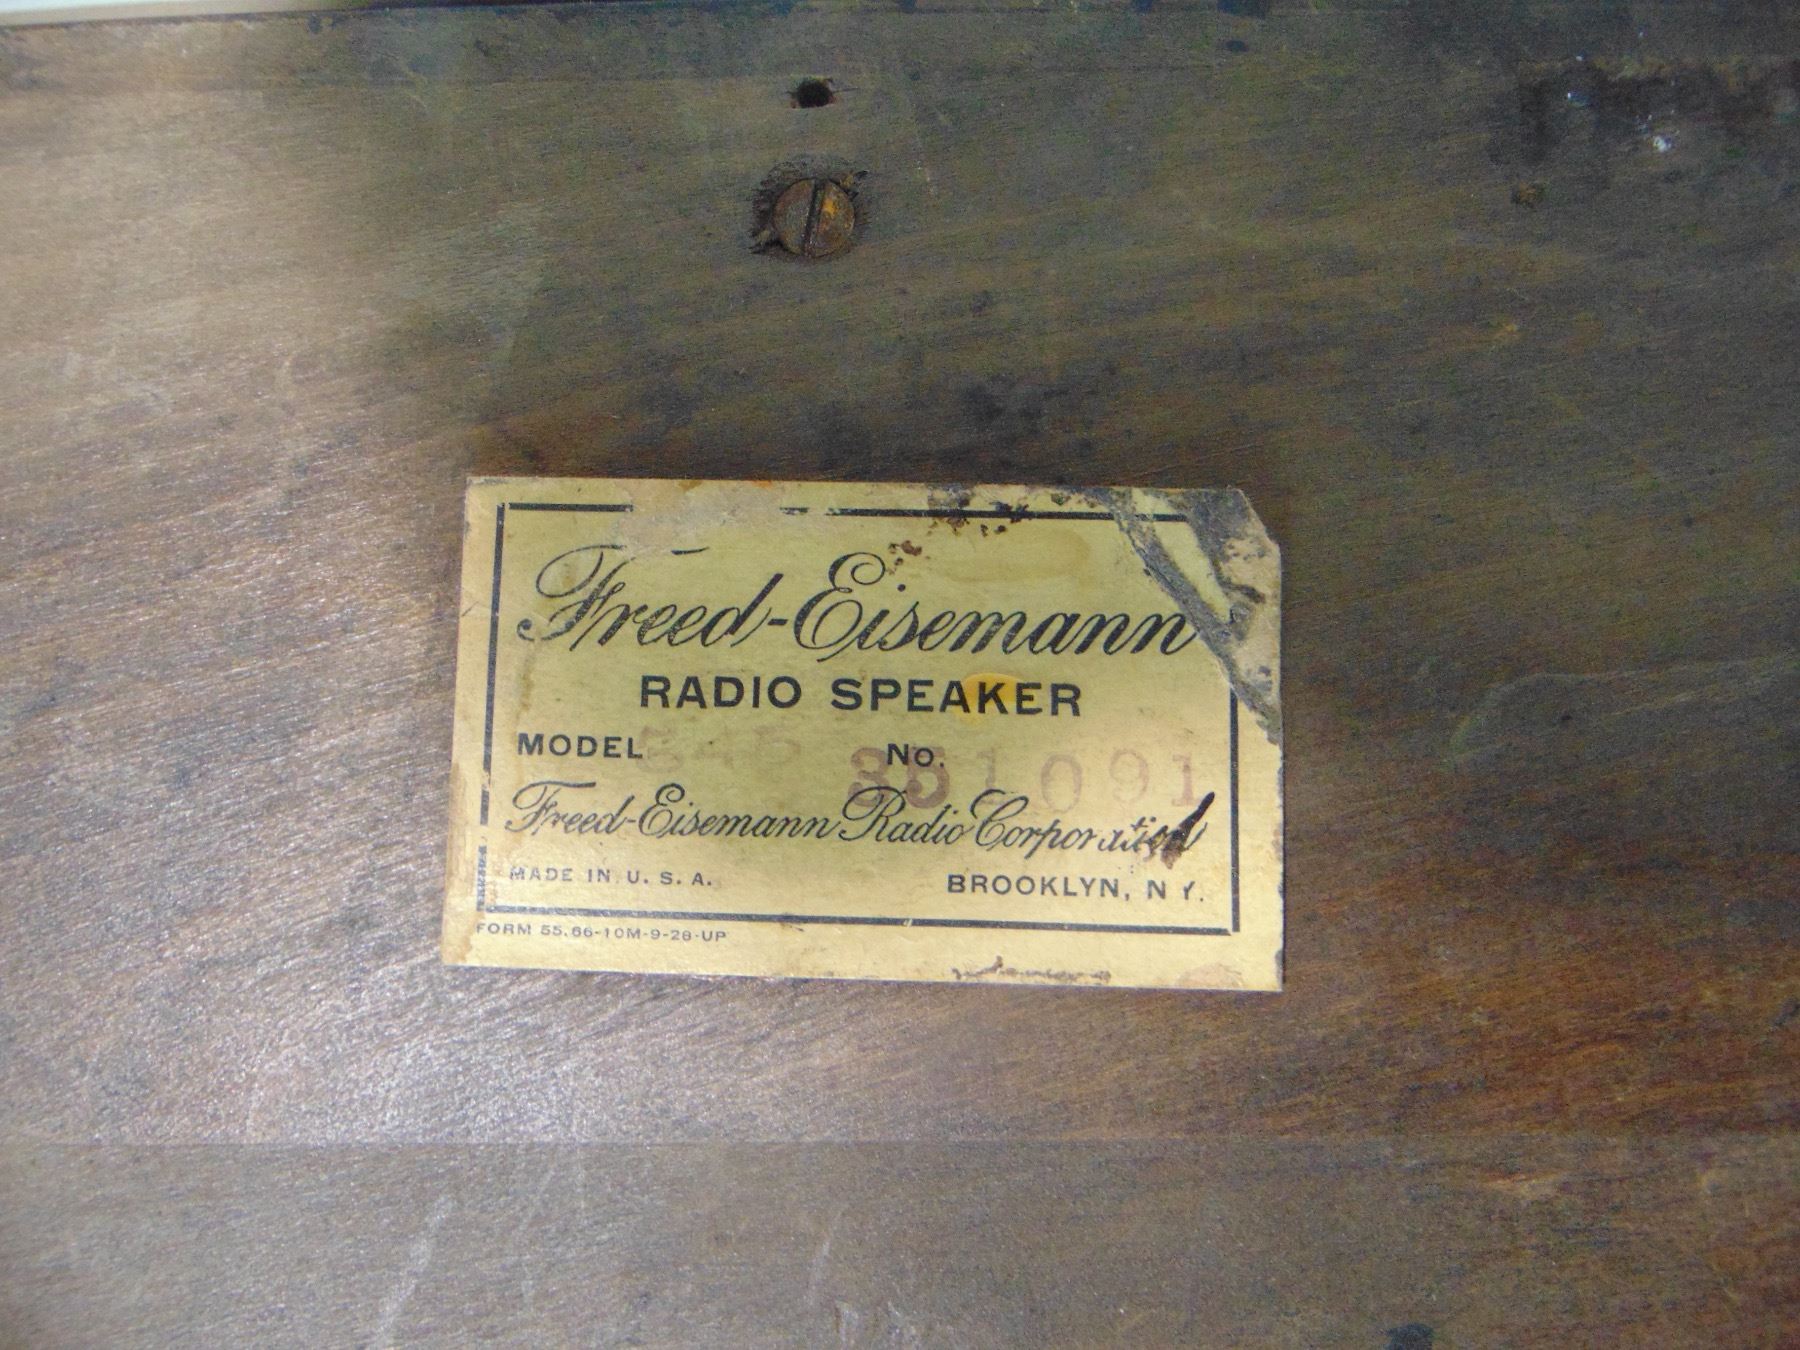 Freed-Eisemann
RADIO SPEAKER
MODEL No. 351091
Freed-Eisemann Radio Corporation
MADE IN U. S. A. BROOKLYN, N Y.
FORM 55.66-10M-9-28-UP